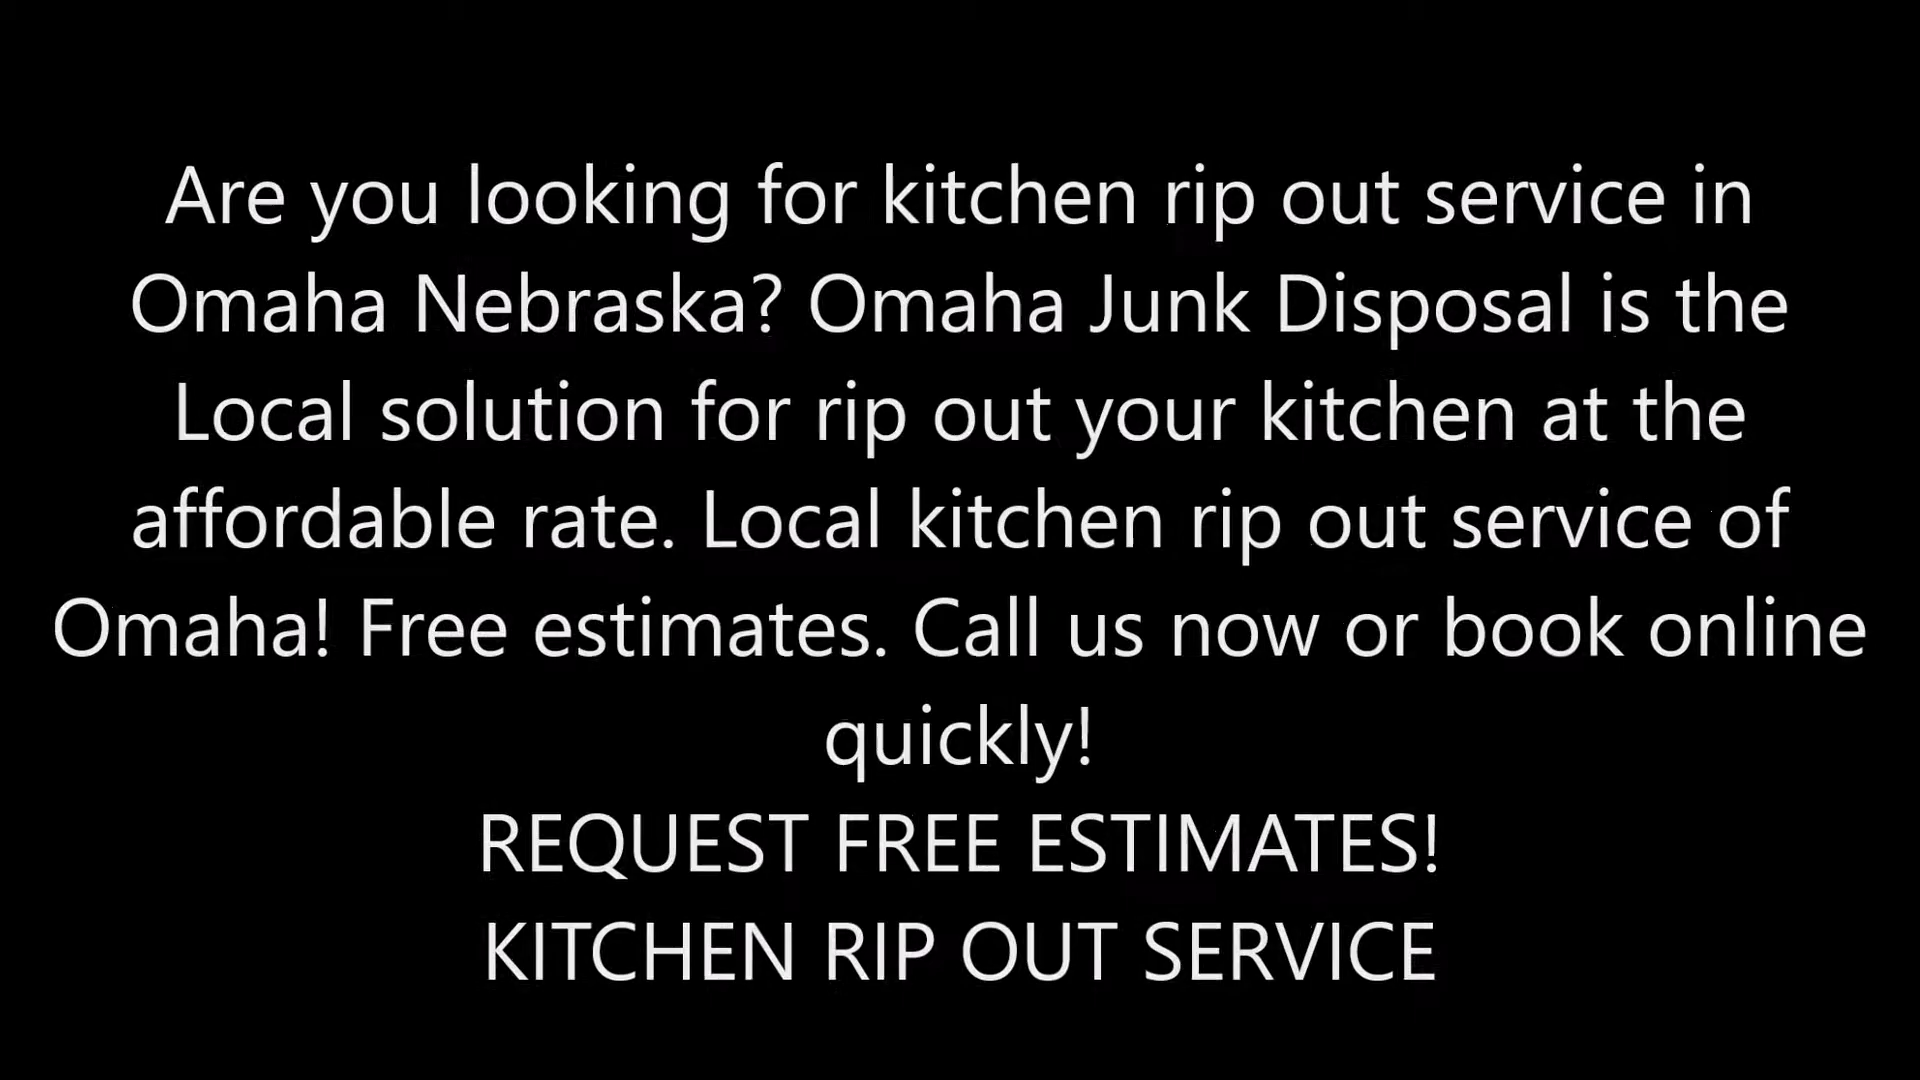 Are you looking for kitchen rip out service in
Omaha Nebraska? Omaha Junk Disposal is the
Local solution for rip out your kitchen at the
affordable rate. Local kitchen rip out service of
Omaha! Free estimates. Call us now or book online
quickly!
REQUEST FREE ESTIMATES!
KITCHEN RIP OUT SERVICE